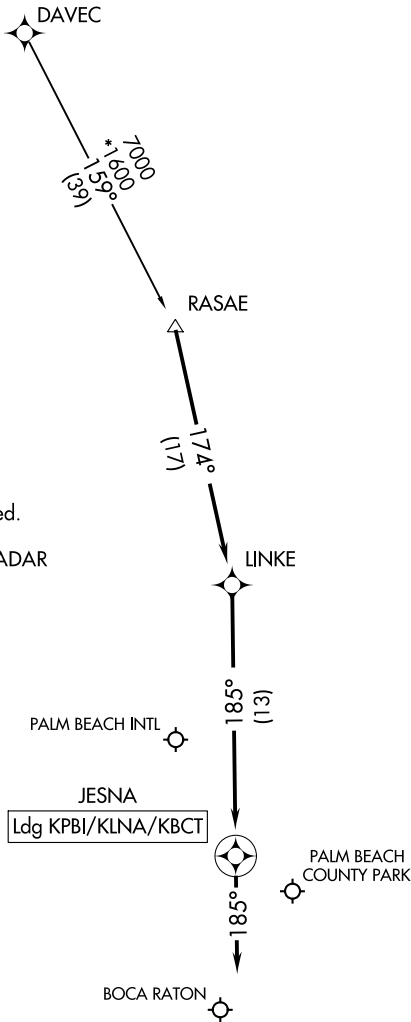 DAVEC
7000
*1600
159°
(39)
RASAE
174°
(17)
ed.
ADAR
LINKE
185°
(13)
PALM BEACH INTL
JESNA
Ldg KPBI/KLNA/KBCT
PALM BEACH
COUNTY PARK
185°
BOCA RATON